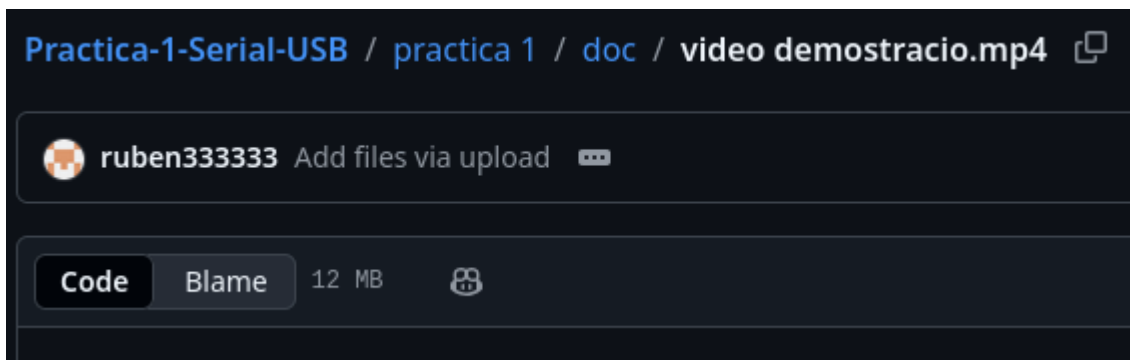 Practica-1-Serial-USB / practica 1 / doc / video demostracio.mp4
ruben333333 Add files via upload
Code Blame 12 MB